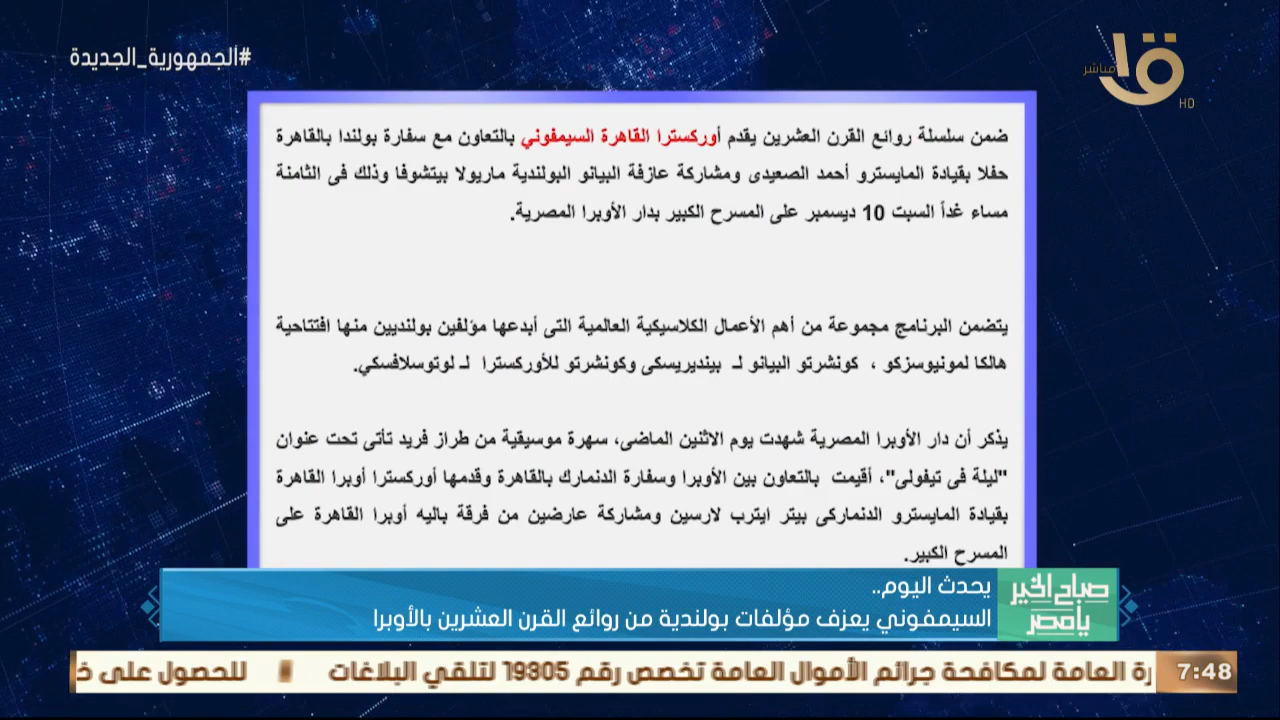 #الجمهورية_الجديدة
مباشر
HD
ضمن سلسلة روائع القرن العشرين يقدم أوركسترا القاهرة السيمفوني بالتعاون مع سفارة بولندا بالقاهرة
حفلا بقيادة المايسترو أحمد الصعيدى ومشاركة عازفة البيانو البولندية ماريولا بيتشوفا وذلك فى الثامنة
مساء غداً السبت 10 ديسمبر على المسرح الكبير بدار الأوبرا المصرية.
يتضمن البرنامج مجموعة من أهم الأعمال الكلاسيكية العالمية التى أبدعها مؤلفين بولنديين منها افتتاحية
هالكا لمونيوسزكو ، كونشرتو البيانو لـ بينديريسكى وكونشرتو للأوركسترا لـ لوتوسلافسكي.
يذكر أن دار الأوبرا المصرية شهدت يوم الاثنين الماضى، سهرة موسيقية من طراز فريد تأتى تحت عنوان
"ليلة فى تيفولى"، أقيمت بالتعاون بين الأوبرا وسفارة الدنمارك بالقاهرة وقدمها أوركسترا أوبرا القاهرة
بقيادة المايسترو الدنماركى بيتر ايترب لارسين ومشاركة عارضين من فرقة باليه أوبرا القاهرة على
المسرح الكبير.
صباح الخير
يا مصر
يحدث اليوم..
السيمفوني يعزف مؤلفات بولندية من روائع القرن العشرين بالأوبرا
7:48
رة العامة لمكافحة جرائم الأموال العامة تخصص رقم 19305 لتلقي البلاغات للحصول على خ